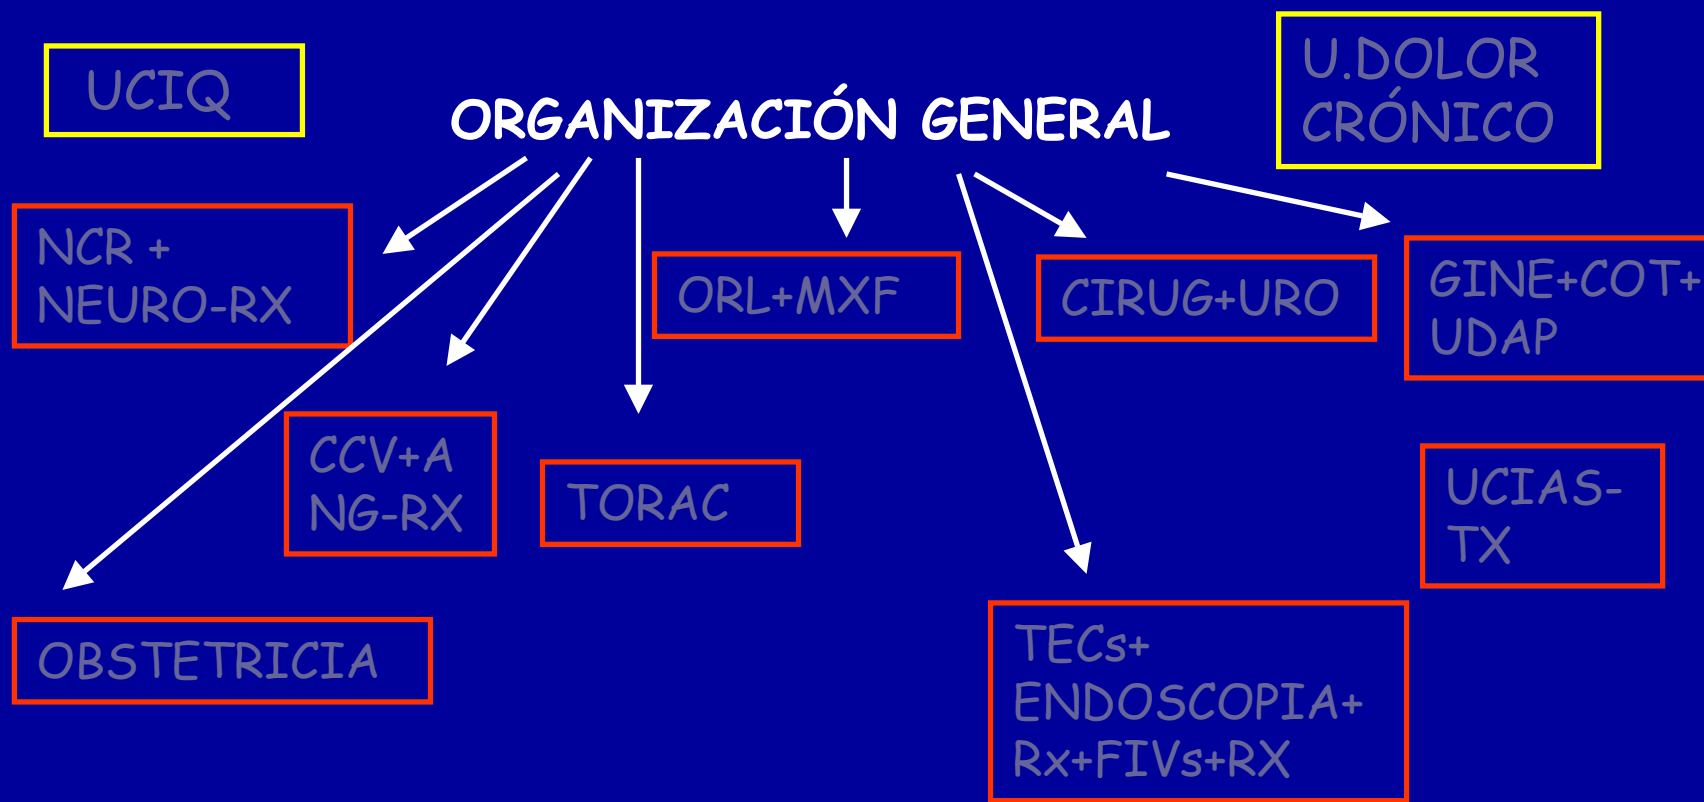 UCIQ
ORGANIZACIÓN GENERAL
U.DOLOR
CRÓNICO
NCR +
NEURO-RX
ORL+MXF
CIRUG+URO
GINE+COT+
UDAP
CCV+A
NG-RX
TORAC
UCIAS-
TX
OBSTETRICIA
TECs+
ENDOSCOPIA+
Rx+FIVs+RX